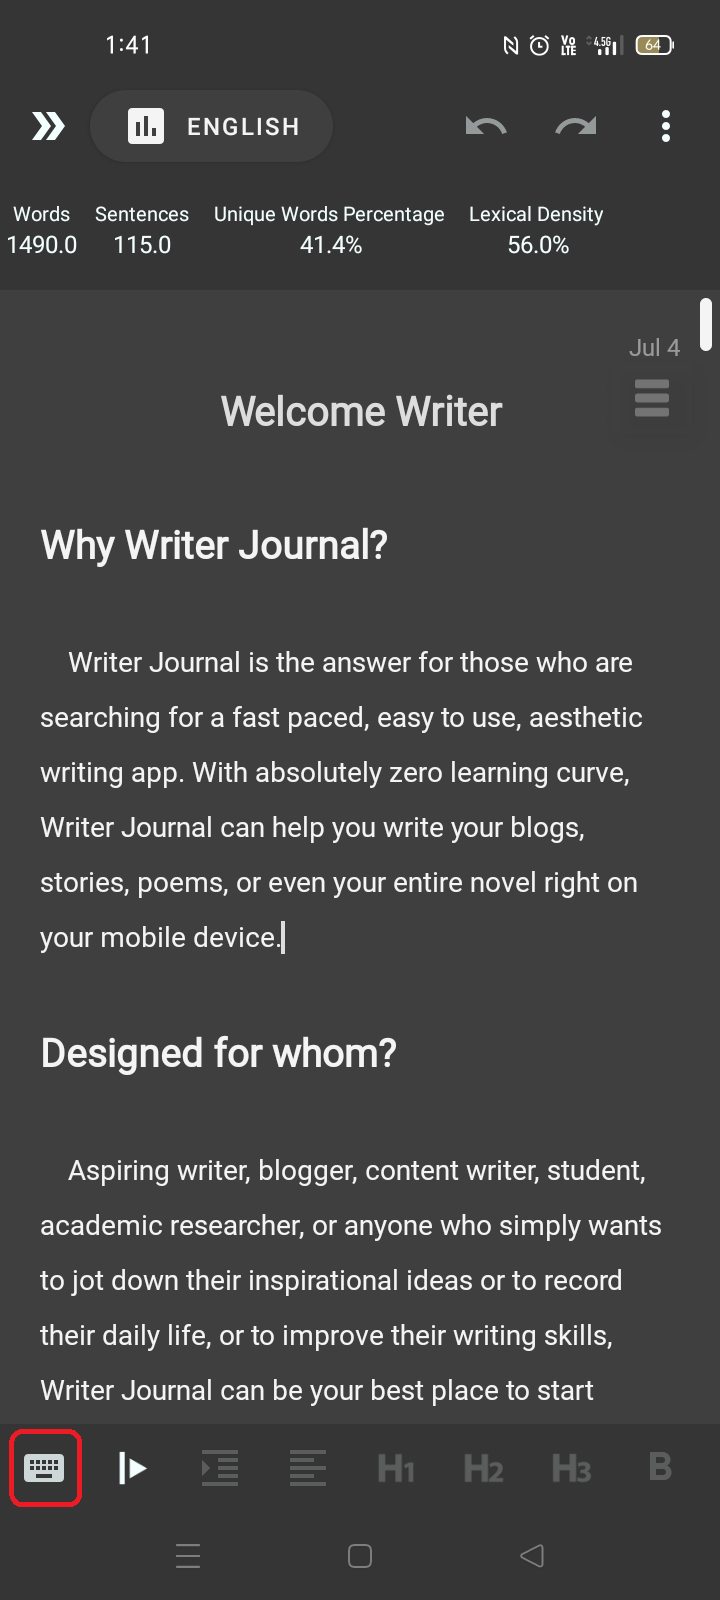 1:41
Vo LTE
4.5G
64
ENGLISH
Words Sentences Unique Words Percentage Lexical Density
1490.0 115.0 41.4% 56.0%
Jul 4
Welcome Writer
Why Writer Journal?
Writer Journal is the answer for those who are
searching for a fast paced, easy to use, aesthetic
writing app. With absolutely zero learning curve,
Writer Journal can help you write your blogs,
stories, poems, or even your entire novel right on
your mobile device.
Designed for whom?
Aspiring writer, blogger, content writer, student,
academic researcher, or anyone who simply wants
to jot down their inspirational ideas or to record
their daily life, or to improve their writing skills,
Writer Journal can be your best place to start
H1 H2 H3 B